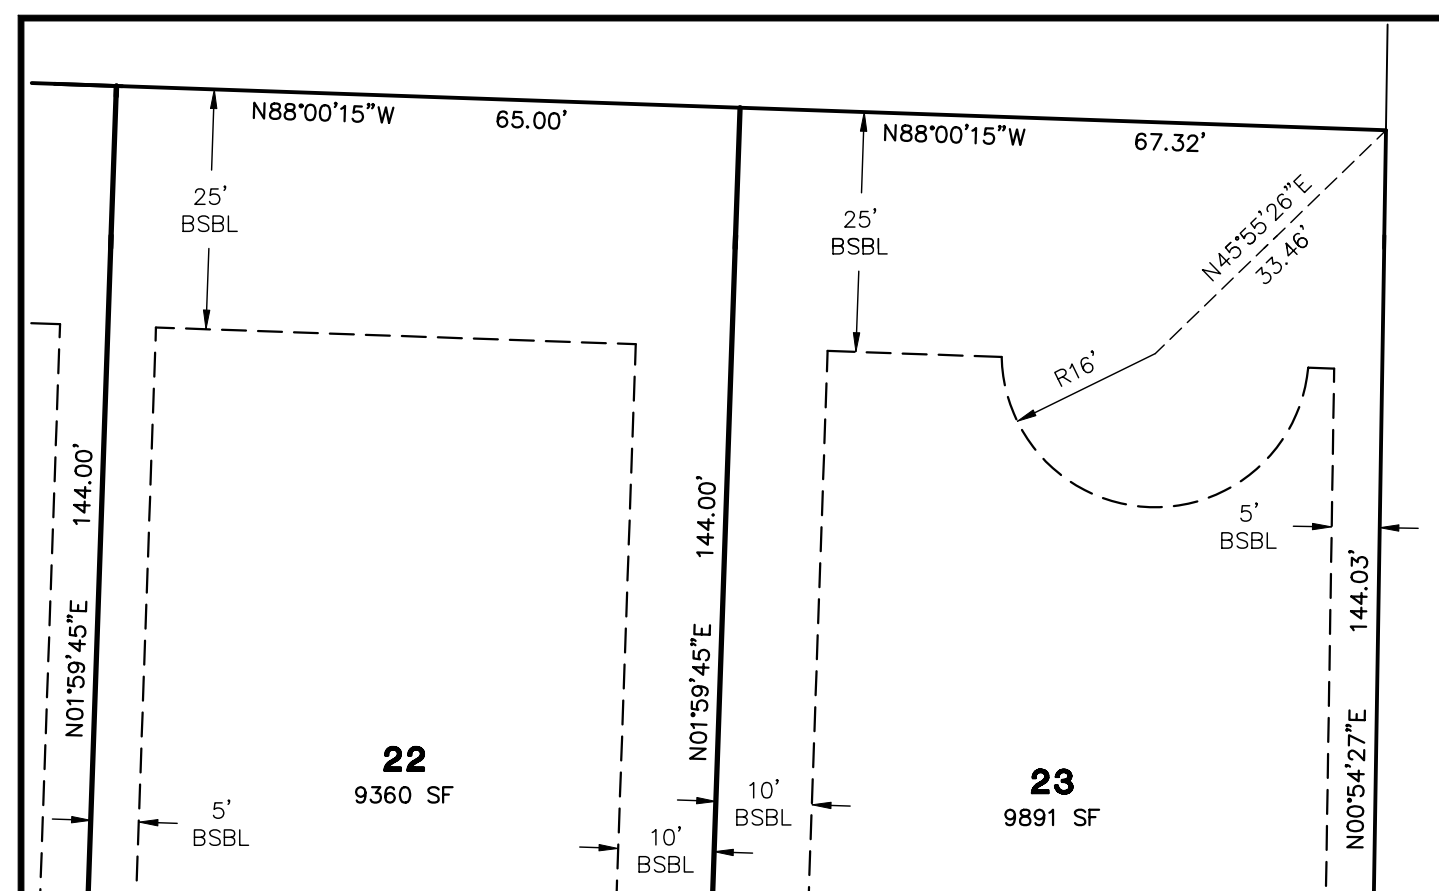 N88°00'15"W
65.00'
N88°00'15"W
67.32'
25'
BSBL
25'
BSBL
N45°55'26"E
33.46'
R16'
144.00'
N01°59'45"E
144.00'
N01°59'45"E
5'
BSBL
144.03'
N00°54'27"E
22
9360 SF
23
9891 SF
5'
BSBL
10'
BSBL
10'
BSBL